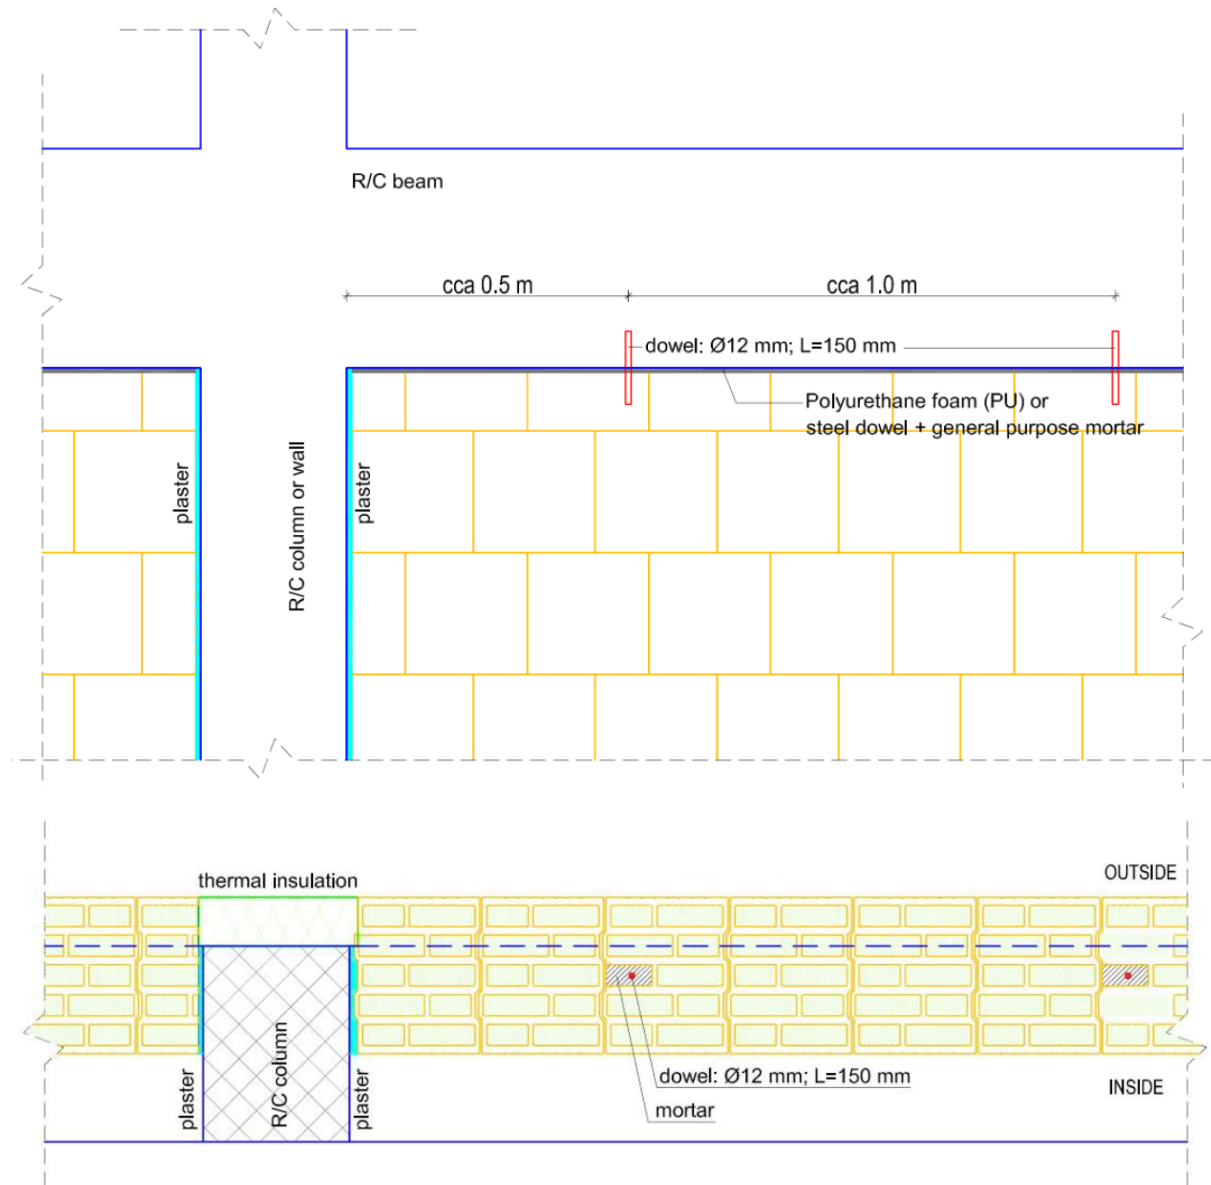 R/C beam
cca 0.5 m
cca 1.0 m
dowel: Ø12 mm; L=150 mm
Polyurethane foam (PU) or
steel dowel + general purpose mortar
plaster
R/C column or wall
plaster
OUTSIDE
thermal insulation
plaster
R/C column
plaster
dowel: Ø12 mm; L=150 mm
INSIDE
mortar